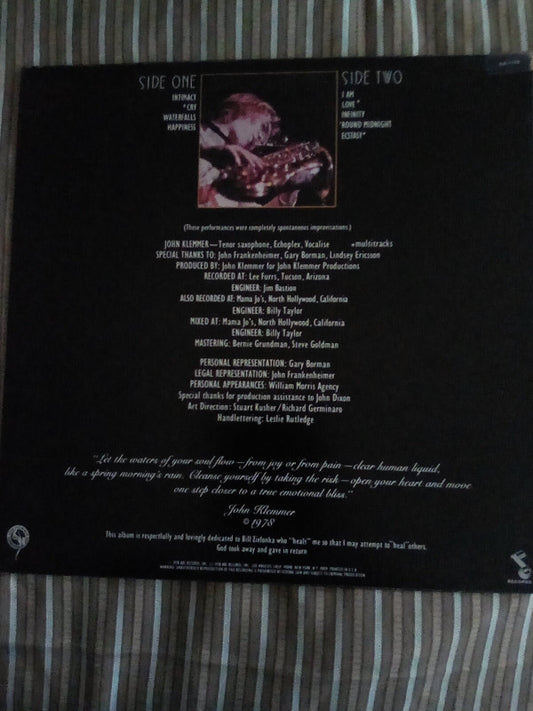 SIDE ONE
INTIMACY
*CRY
WATERFALLS
HAPPINESS
SIDE TWO
I AM
LOVE*
INFINITY
'ROUND MIDNIGHT
ECSTASY*
(These performances were completely spontaneous improvisations.)
JOHN KLEMMER—Tenor saxophone, Echoplex, Vocalise *multitracks
SPECIAL THANKS TO: John Frankenheimer, Gary Borman, Lindsey Ericson
PRODUCED BY: John Klemmer for John Klemmer Productions
RECORDED AT: Lee Furrs, Tucson, Arizona
ENGINEER: Jim Bastion
ALSO RECORDED AT: Mama Jo's, North Hollywood, California
ENGINEER: Billy Taylor
MIXED AT: Mama Jo's, North Hollywood, California
ENGINEER: Billy Taylor
MASTERING: Bernie Grundman, Steve Goldman
PERSONAL REPRESENTATION: Gary Borman
LEGAL REPRESENTATION: John Frankenheimer
PERSONAL APPEARANCES: William Morris Agency
Special thanks for production assistance to John Dixon
Art Direction: Stuart Kusher/Richard Germinaro
Handlettering: Leslie Rutledge
"Let the waters of your soul flow—from joy or from pain—clear human liquid,
like a spring morning's rain. Cleanse yourself by taking the risk—open your heart and move
one step closer to a true emotional bliss."
John Klemmer
© 1978
This album is respectfully and lovingly dedicated to Bill Zielonka who "heals" me so that I may attempt to "heal" others.
God took away and gave in return